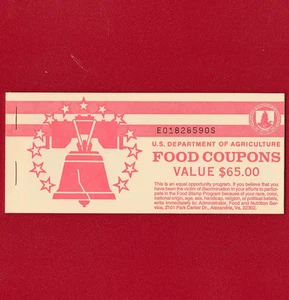 E01826590S
U.S. DEPARTMENT OF AGRICULTURE
FOOD COUPONS
VALUE $65.00
This is an equal opportunity program. If you believe that you
have been the victim of discrimination in your efforts to partici-
pate in the Food Stamp Program because of your race, color,
national origin, age, sex, handicap, religion, or political beliefs,
write immediately to: Administrator, Food and Nutrition Ser-
vice, 3101 Park Center Dr., Alexandria, Va. 22302.